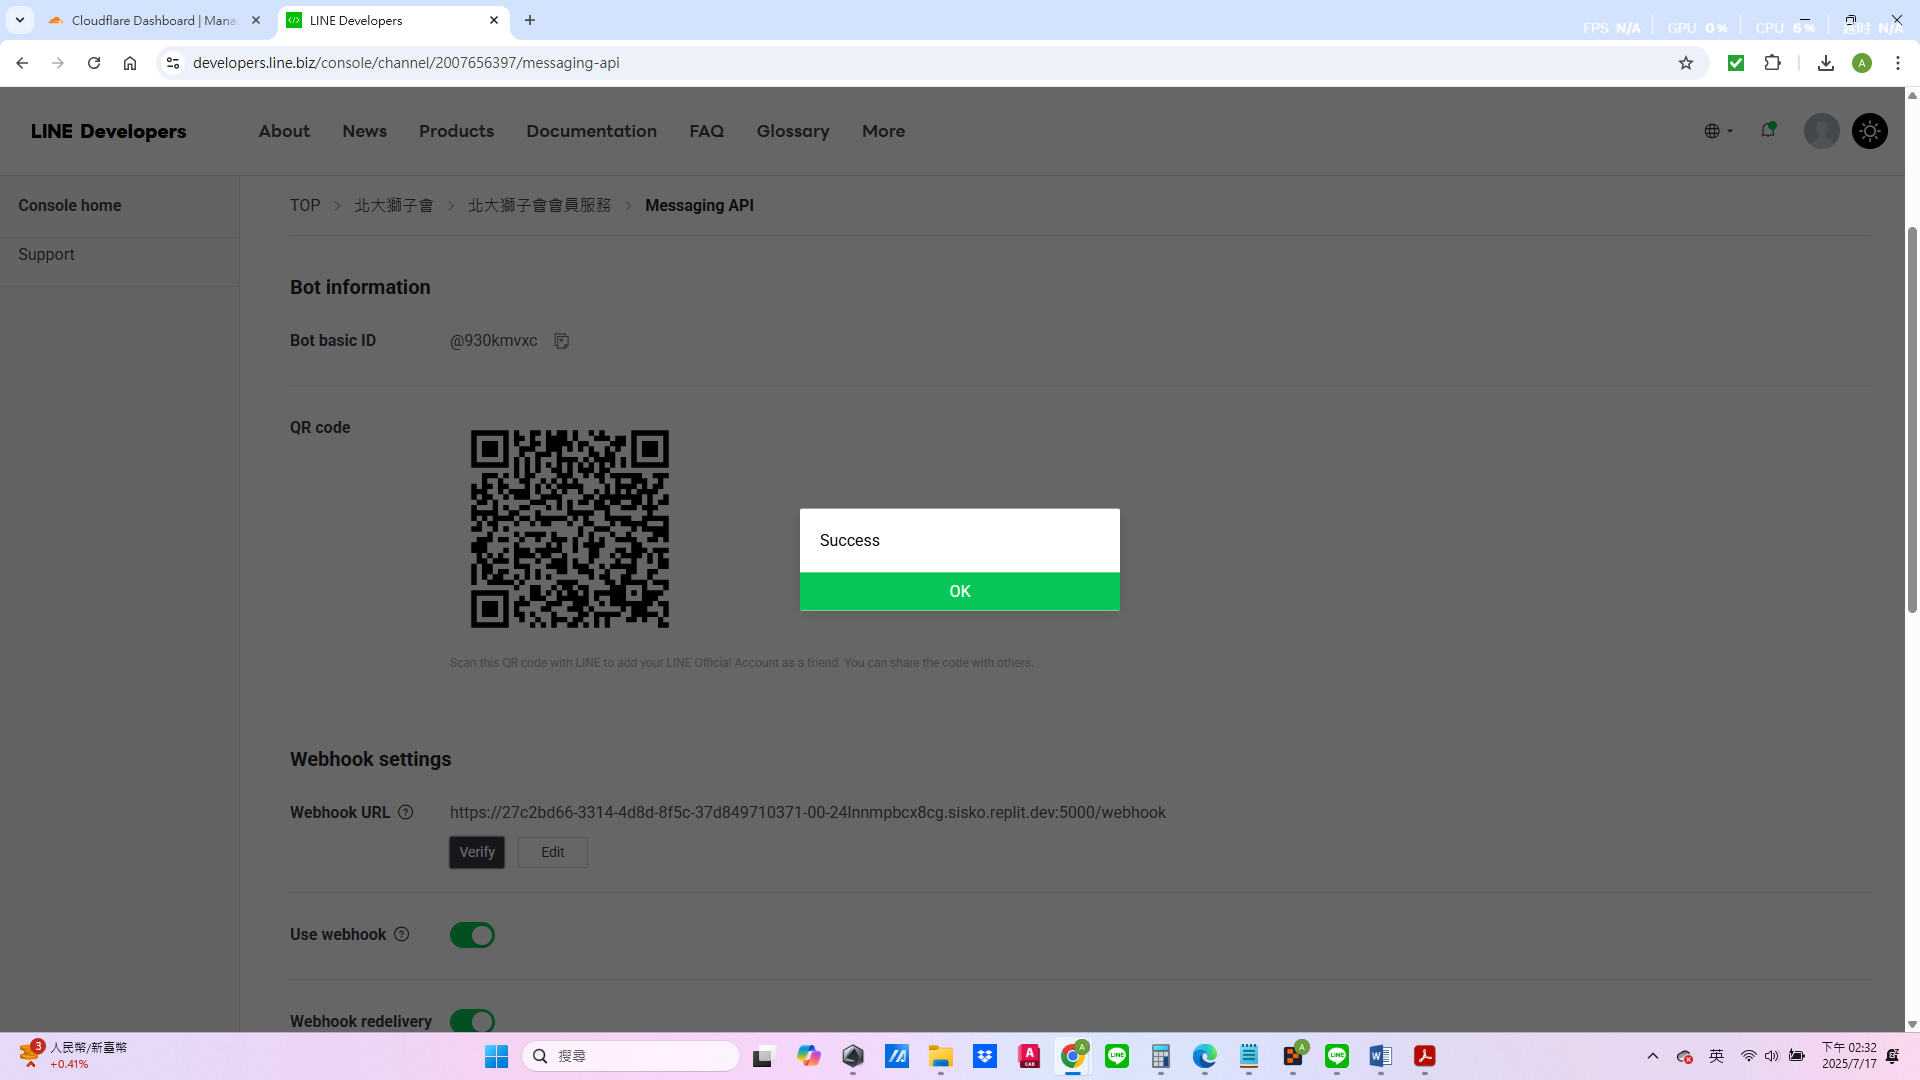 Cloudflare Dashboard | Mana
LINE Developers
FPS N/A GPU 0% CPU 6% 延时 N/A
developers.line.biz/console/channel/2007656397/messaging-api
A
LINE Developers
About
News
Products
Documentation
FAQ
Glossary
More
Console home
Support
TOP > 北大獅子會 > 北大獅子會會員服務 > Messaging API
Bot information
Bot basic ID
@930kmvxc
QR code
Success
OK
Scan this QR code with LINE to add your LINE Official Account as a friend. You can share the code with others.
Webhook settings
Webhook URL ?
https://27c2bd66-3314-4d8d-8f5c-37d849710371-00-24lnnmpbcx8cg.sisko.replit.dev:5000/webhook
Verify
Edit
Use webhook ?
Webhook redelivery
3
人民幣/新臺幣
+0.41%
搜尋
A CAD
A
LINE
A
LINE
英
下午 02:32
2025/7/17